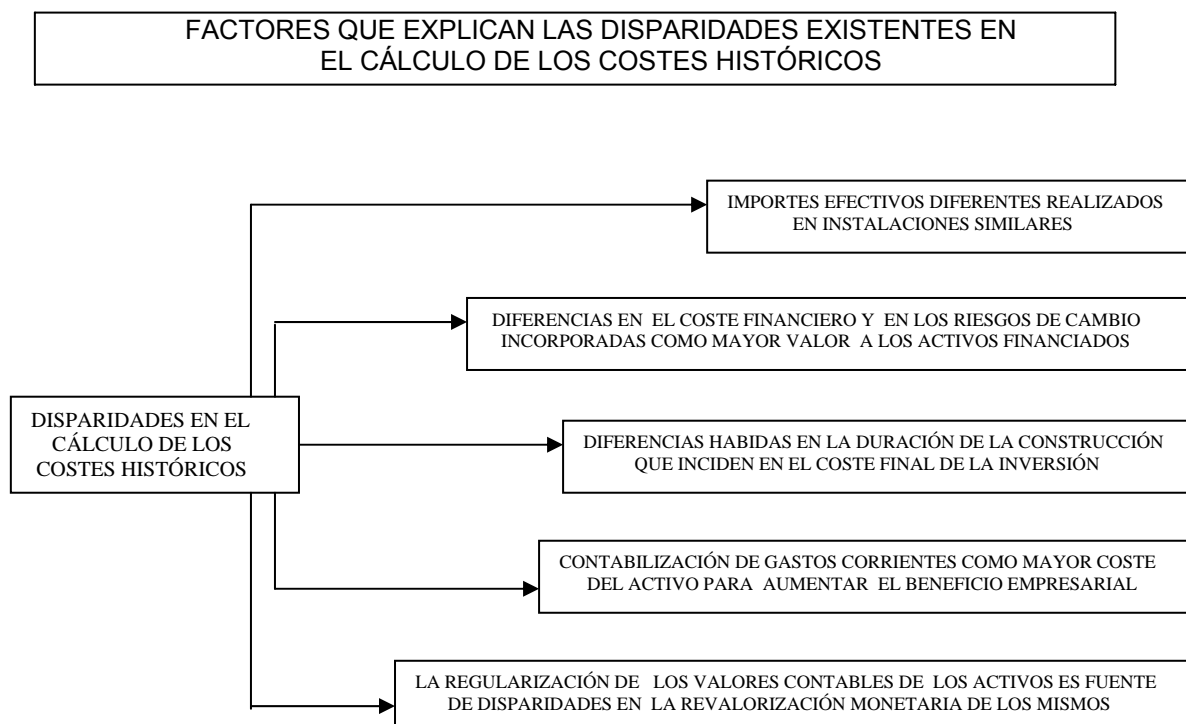 FACTORES QUE EXPLICAN LAS DISPARIDADES EXISTENTES EN
EL CÁLCULO DE LOS COSTES HISTÓRICOS
IMPORTES EFECTIVOS DIFERENTES REALIZADOS
EN INSTALACIONES SIMILARES
DIFERENCIAS EN EL COSTE FINANCIERO Y EN LOS RIESGOS DE CAMBIO
INCORPORADAS COMO MAYOR VALOR A LOS ACTIVOS FINANCIADOS
DISPARIDADES EN EL
CÁLCULO DE LOS
COSTES HISTÓRICOS
DIFERENCIAS HABIDAS EN LA DURACIÓN DE LA CONSTRUCCIÓN
QUE INCIDEN EN EL COSTE FINAL DE LA INVERSIÓN
CONTABILIZACIÓN DE GASTOS CORRIENTES COMO MAYOR COSTE
DEL ACTIVO PARA AUMENTAR EL BENEFICIO EMPRESARIAL
LA REGULARIZACIÓN DE LOS VALORES CONTABLES DE LOS ACTIVOS ES FUENTE
DE DISPARIDADES EN LA REVALORIZACIÓN MONETARIA DE LOS MISMOS